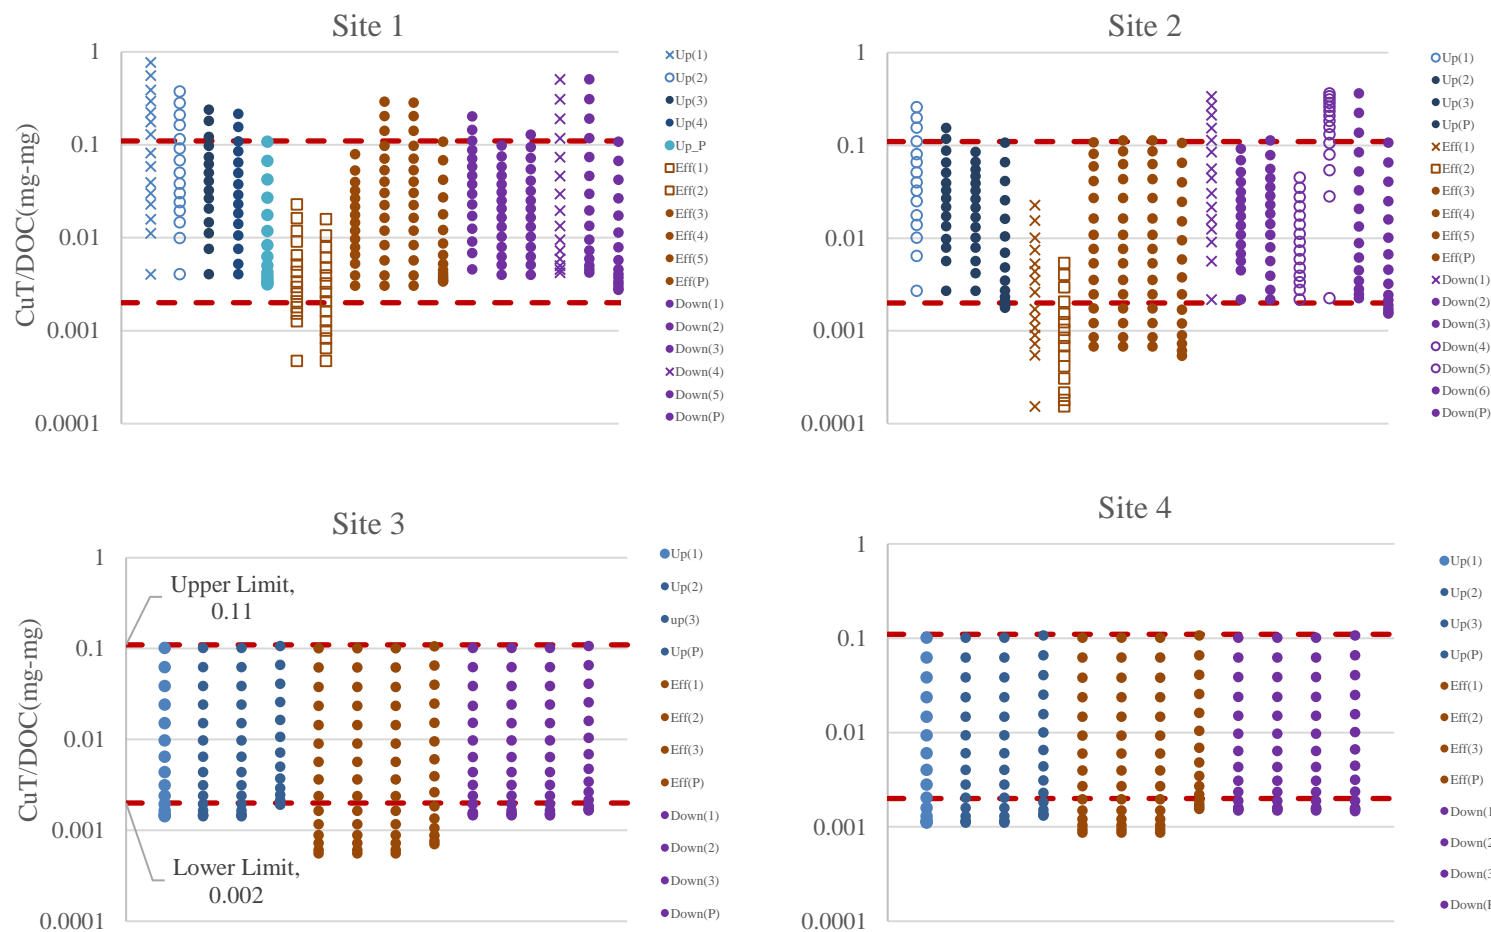 Site 1
CuT/DOC(mg-mg)
1
0.1
0.01
0.001
0.0001
Up(1)
Up(2)
Up(3)
Up(4)
Up_P
Eff(1)
Eff(2)
Eff(3)
Eff(4)
Eff(5)
Eff(P)
Down(1)
Down(2)
Down(3)
Down(4)
Down(5)
Down(P)
Site 2
1
0.1
0.01
0.001
0.0001
Up(1)
Up(2)
Up(3)
Up(P)
Eff(1)
Eff(2)
Eff(3)
Eff(4)
Eff(5)
Eff(P)
Down(1)
Down(2)
Down(3)
Down(4)
Down(5)
Down(6)
Down(P)
Site 3
CuT/DOC(mg-mg)
1
0.1
0.01
0.001
0.0001
Upper Limit,
0.11
Lower Limit,
0.002
Up(1)
Up(2)
up(3)
Up(P)
Eff(1)
Eff(2)
Eff(3)
Eff(P)
Down(1)
Down(2)
Down(3)
Down(P)
Site 4
1
0.1
0.01
0.001
0.0001
Up(1)
Up(2)
Up(3)
Up(P)
Eff(1)
Eff(2)
Eff(3)
Eff(P)
Down(1
Down(2
Down(3
Down(P